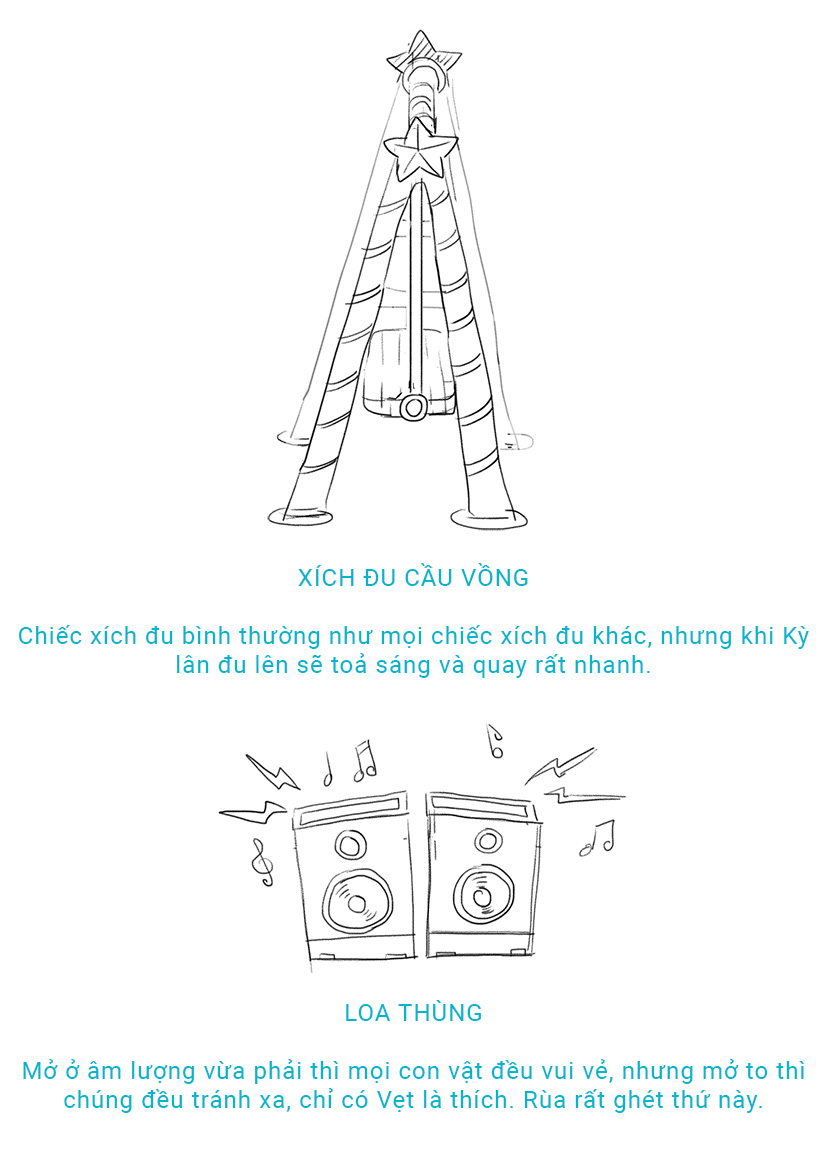 XÍCH ĐU CẦU VỒNG
Chiếc xích đu bình thường như mọi chiếc xích đu khác, nhưng khi Kỳ
lân đu lên sẽ toả sáng và quay rất nhanh.
LOA THÙNG
Mở ở âm lượng vừa phải thì mọi con vật đều vui vẻ, nhưng mở to thì
chúng đều tránh xa, chỉ có Vẹt là thích. Rùa rất ghét thứ này.